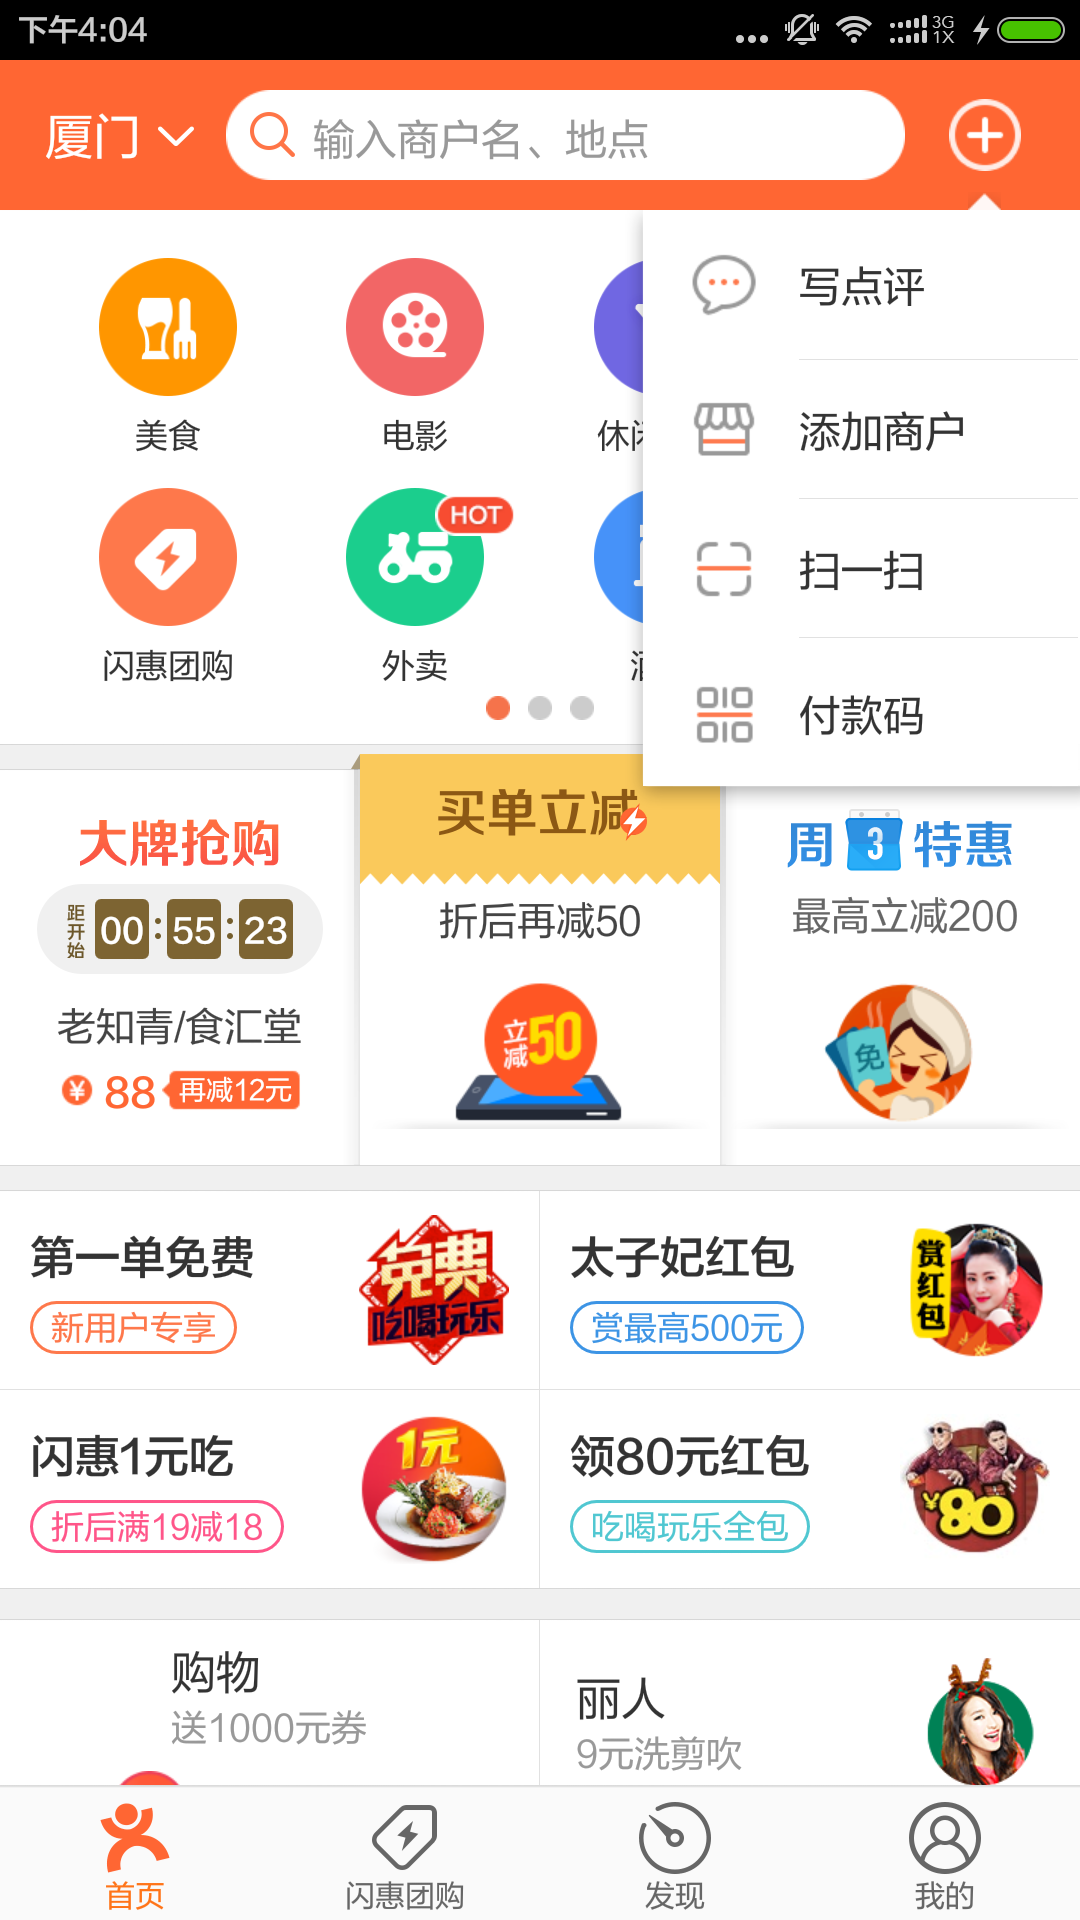 下午4:04
3G
1X
厦门
输入商户名、地点
写点评
添加商户
扫一扫
付款码
美食
电影
休闲
HOT
闪惠团购
外卖
大牌抢购
距开始
00:55:23
老知青/食汇堂
¥ 88 再减12元
买单立减
折后再减50
立减50
周3特惠
最高立减200
免
第一单免费
新用户专享
免费
吃喝玩乐
太子妃红包
赏最高500元
赏红包
闪惠1元吃
折后满19减18
1元
领80元红包
吃喝玩乐全包
¥80
购物
送1000元券
丽人
9元洗剪吹
首页
闪惠团购
发现
我的